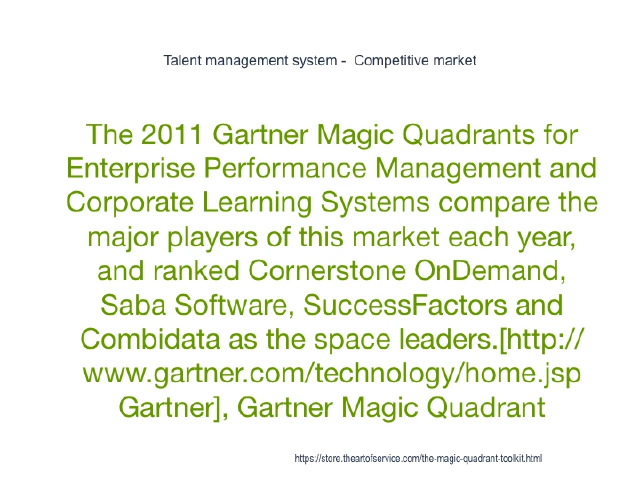 Talent management system -  Competitive market
The 2011 Gartner Magic Quadrants for
Enterprise Performance Management and
Corporate Learning Systems compare the
major players of this market each year,
and ranked Cornerstone OnDemand,
Saba Software, SuccessFactors and
Combidata as the space leaders.[http://
www.gartner.com/technology/home.jsp
Gartner], Gartner Magic Quadrant
https://store.theartofservice.com/the-magic-quadrant-toolkit.html